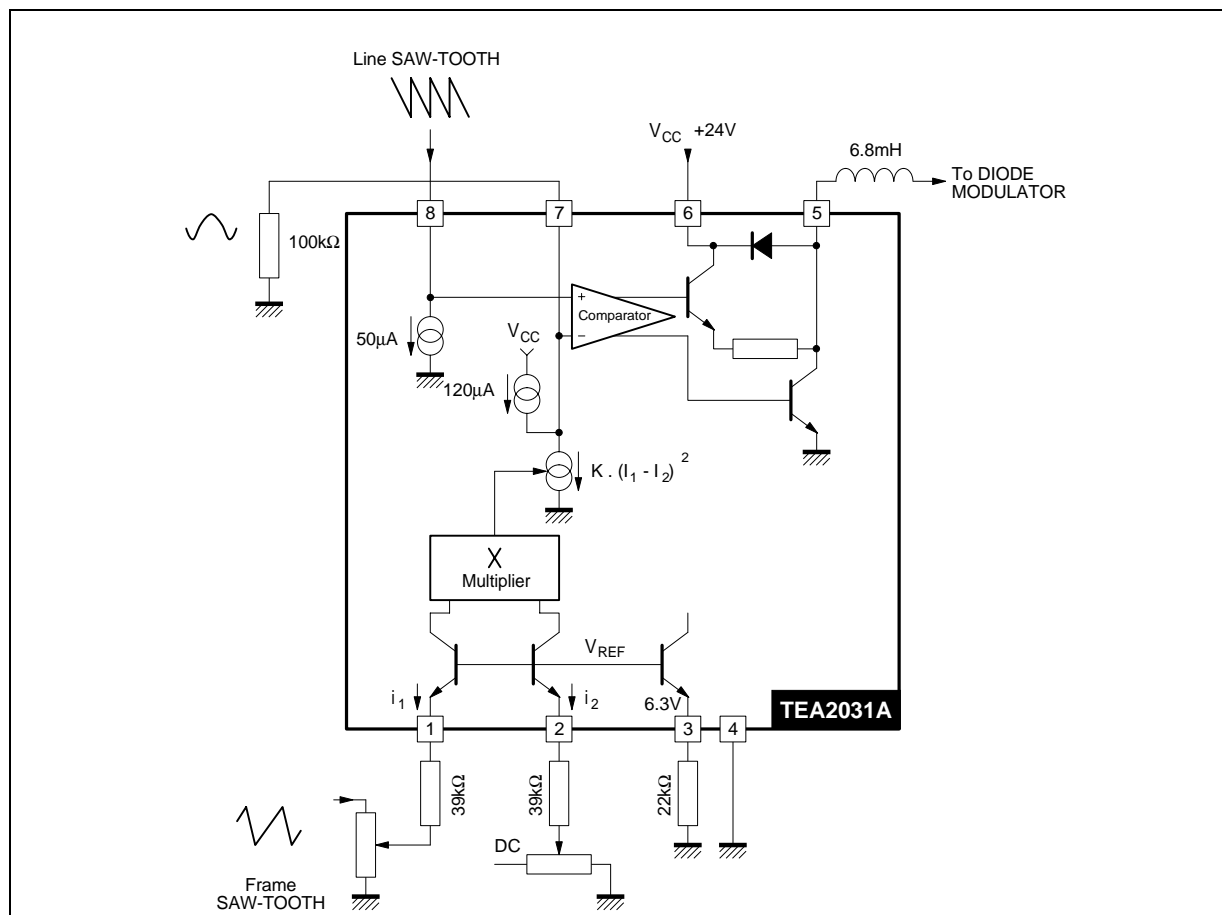 Line SAW-TOOTH
VCC +24V
6.8mH
To DIODE
MODULATOR
8
7
6
5
100kΩ
+
Comparator
−
50μA
VCC
120μA
K . (I1 - I2) 2
X
Multiplier
VREF
i1
i2
6.3V
TEA2031A
1
2
3
4
39kΩ
39kΩ
22kΩ
DC
Frame
SAW-TOOTH